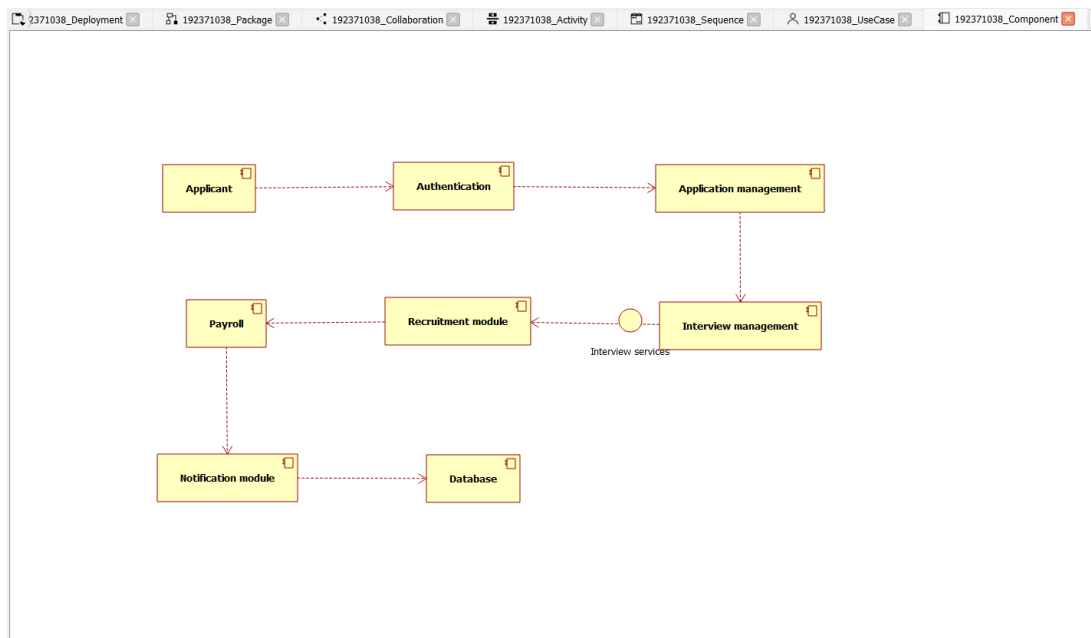 2371038_Deployment
192371038_Package
192371038_Collaboration
192371038_Activity
192371038_Sequence
192371038_UseCase
192371038_Component
Applicant
Authentication
Application management
Payroll
Recruitment module
Interview services
Interview management
Notification module
Database